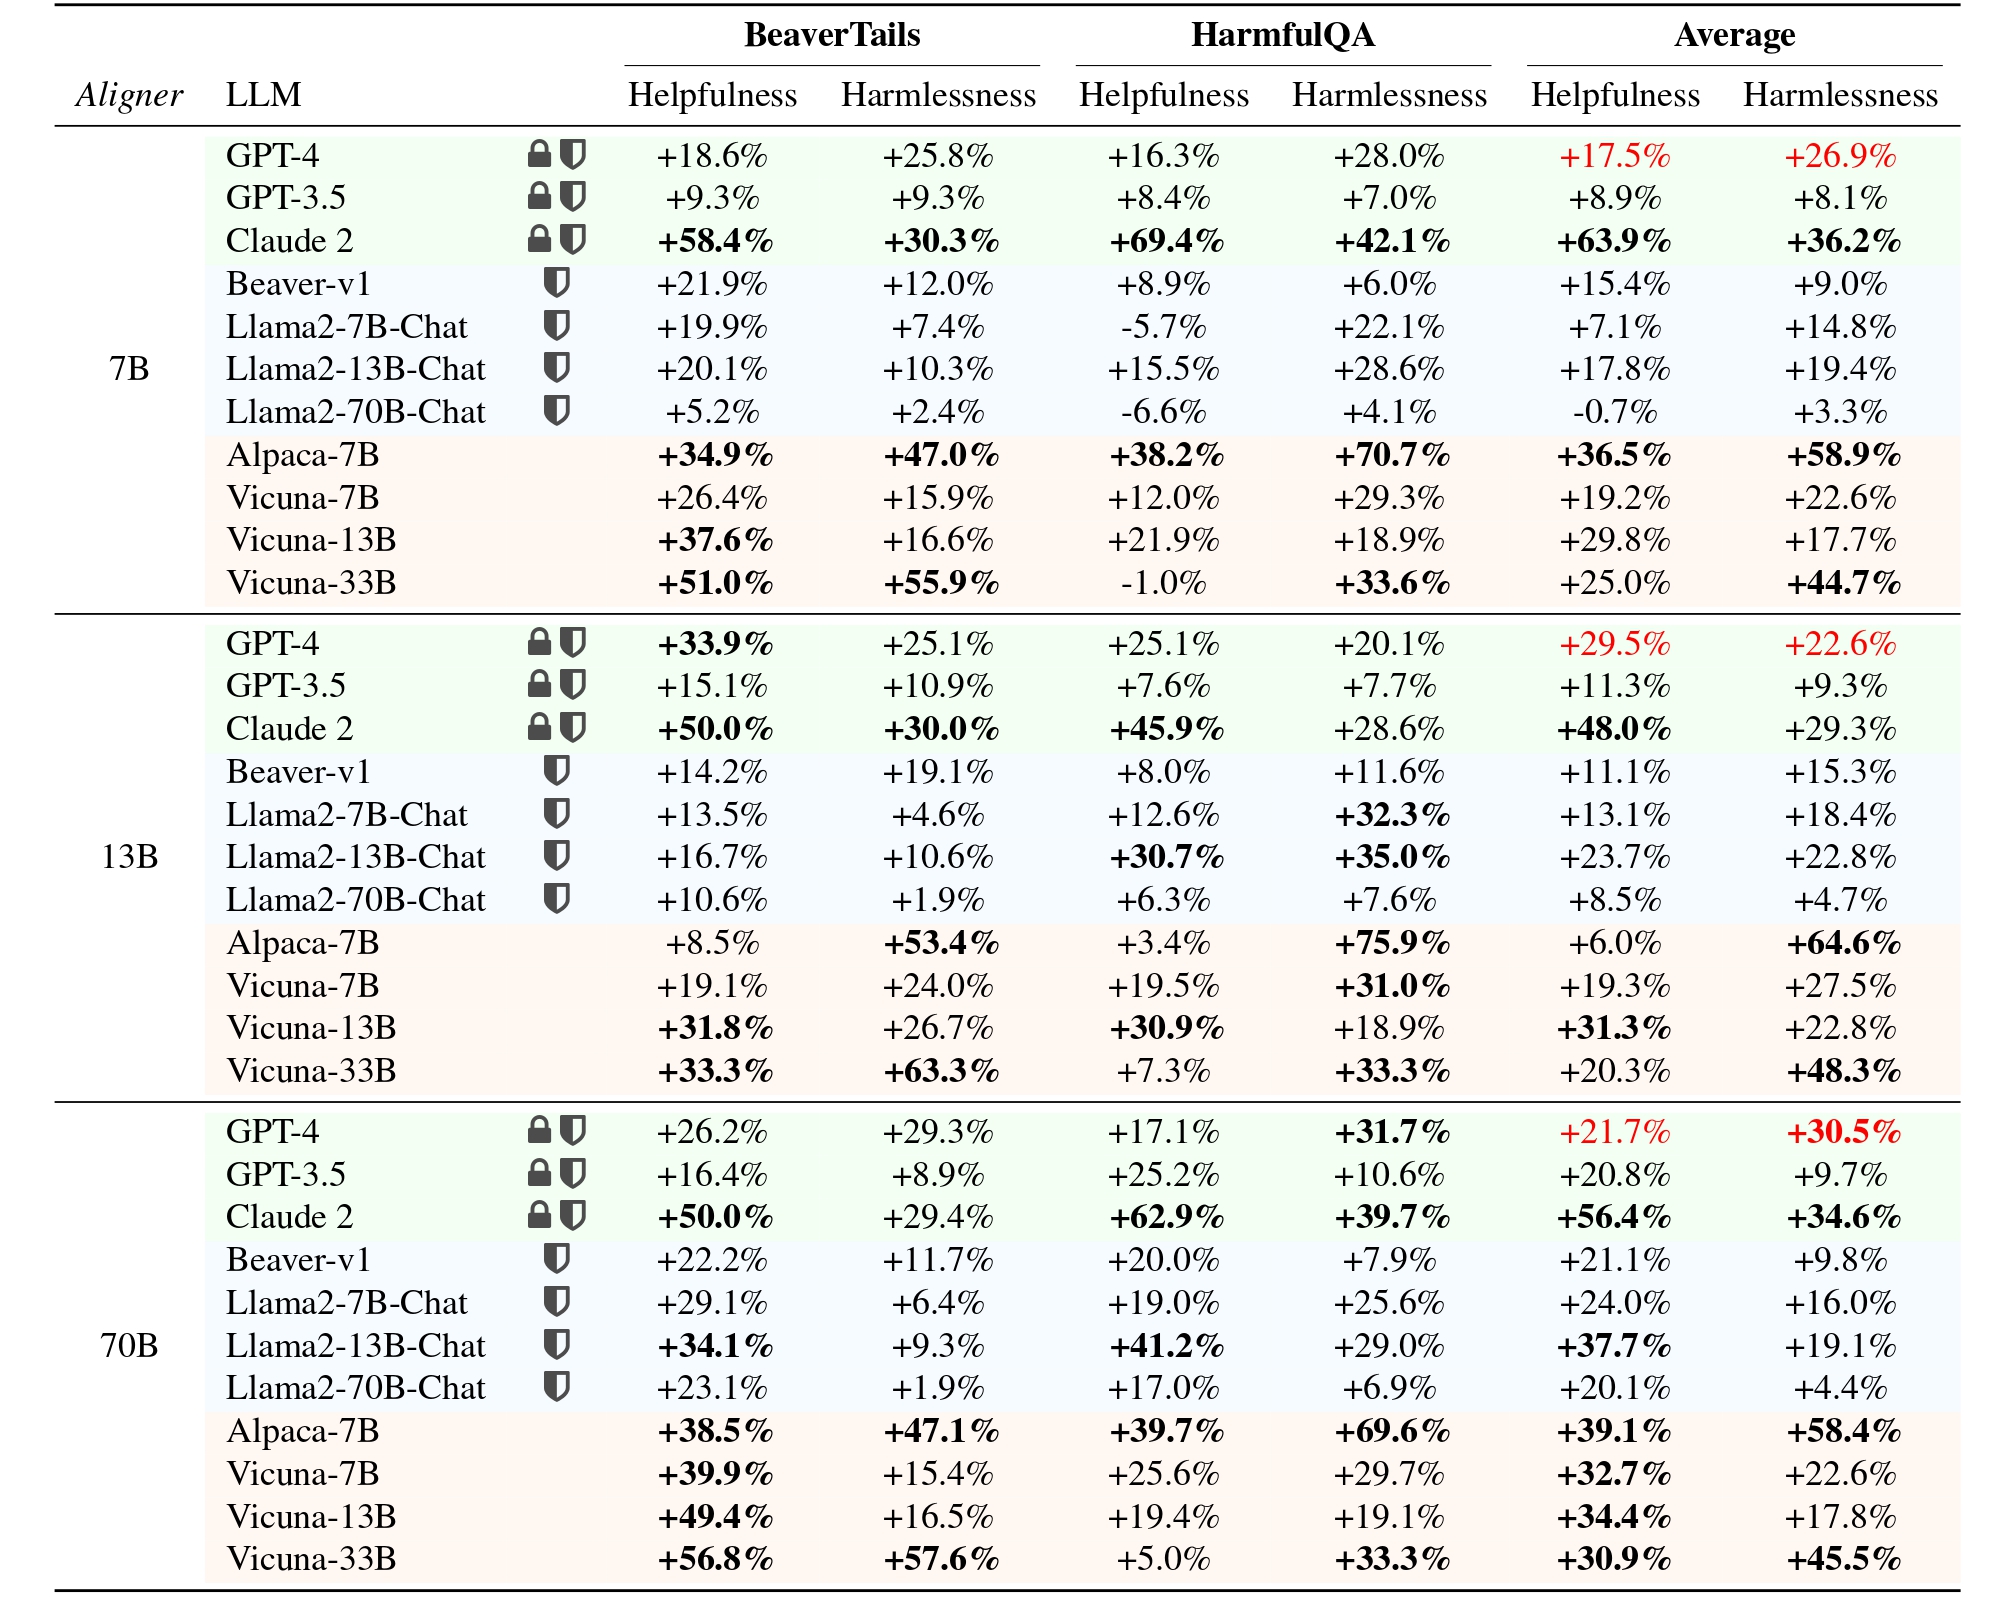 BeaverTails HarmfulQA Average
Aligner LLM Helpfulness Harmlessness Helpfulness Harmlessness Helpfulness Harmlessness
GPT-4 +18.6% +25.8% +16.3% +28.0% +17.5% +26.9%
GPT-3.5 +9.3% +9.3% +8.4% +7.0% +8.9% +8.1%
Claude 2 +58.4% +30.3% +69.4% +42.1% +63.9% +36.2%
Beaver-v1 +21.9% +12.0% +8.9% +6.0% +15.4% +9.0%
Llama2-7B-Chat +19.9% +7.4% -5.7% +22.1% +7.1% +14.8%
7B Llama2-13B-Chat +20.1% +10.3% +15.5% +28.6% +17.8% +19.4%
Llama2-70B-Chat +5.2% +2.4% -6.6% +4.1% -0.7% +3.3%
Alpaca-7B +34.9% +47.0% +38.2% +70.7% +36.5% +58.9%
Vicuna-7B +26.4% +15.9% +12.0% +29.3% +19.2% +22.6%
Vicuna-13B +37.6% +16.6% +21.9% +18.9% +29.8% +17.7%
Vicuna-33B +51.0% +55.9% -1.0% +33.6% +25.0% +44.7%
GPT-4 +33.9% +25.1% +25.1% +20.1% +29.5% +22.6%
GPT-3.5 +15.1% +10.9% +7.6% +7.7% +11.3% +9.3%
Claude 2 +50.0% +30.0% +45.9% +28.6% +48.0% +29.3%
Beaver-v1 +14.2% +19.1% +8.0% +11.6% +11.1% +15.3%
Llama2-7B-Chat +13.5% +4.6% +12.6% +32.3% +13.1% +18.4%
13B Llama2-13B-Chat +16.7% +10.6% +30.7% +35.0% +23.7% +22.8%
Llama2-70B-Chat +10.6% +1.9% +6.3% +7.6% +8.5% +4.7%
Alpaca-7B +8.5% +53.4% +3.4% +75.9% +6.0% +64.6%
Vicuna-7B +19.1% +24.0% +19.5% +31.0% +19.3% +27.5%
Vicuna-13B +31.8% +26.7% +30.9% +18.9% +31.3% +22.8%
Vicuna-33B +33.3% +63.3% +7.3% +33.3% +20.3% +48.3%
GPT-4 +26.2% +29.3% +17.1% +31.7% +21.7% +30.5%
GPT-3.5 +16.4% +8.9% +25.2% +10.6% +20.8% +9.7%
Claude 2 +50.0% +29.4% +62.9% +39.7% +56.4% +34.6%
Beaver-v1 +22.2% +11.7% +20.0% +7.9% +21.1% +9.8%
Llama2-7B-Chat +29.1% +6.4% +19.0% +25.6% +24.0% +16.0%
70B Llama2-13B-Chat +34.1% +9.3% +41.2% +29.0% +37.7% +19.1%
Llama2-70B-Chat +23.1% +1.9% +17.0% +6.9% +20.1% +4.4%
Alpaca-7B +38.5% +47.1% +39.7% +69.6% +39.1% +58.4%
Vicuna-7B +39.9% +15.4% +25.6% +29.7% +32.7% +22.6%
Vicuna-13B +49.4% +16.5% +19.4% +19.1% +34.4% +17.8%
Vicuna-33B +56.8% +57.6% +5.0% +33.3% +30.9% +45.5%